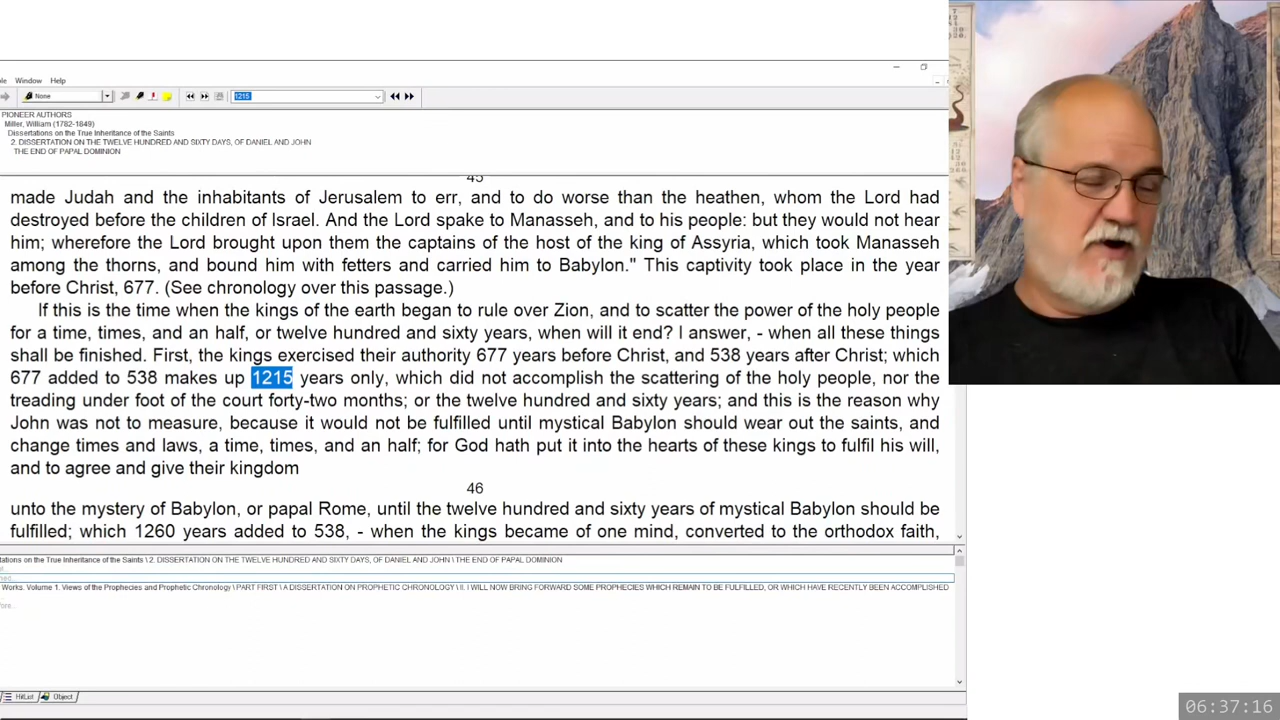 Window Help
None
1215
PIONEER AUTHORS
Miller, William (1782-1849)
Dissertations on the True Inheritance of the Saints
2. DISSERTATION ON THE TWELVE HUNDRED AND SIXTY DAYS, OF DANIEL AND JOHN
THE END OF PAPAL DOMINION
45
made Judah and the inhabitants of Jerusalem to err, and to do worse than the heathen, whom the Lord had
destroyed before the children of Israel. And the Lord spake to Manasseh, and to his people: but they would not hear
him; wherefore the Lord brought upon them the captains of the host of the king of Assyria, which took Manasseh
among the thorns, and bound him with fetters and carried him to Babylon." This captivity took place in the year
before Christ, 677. (See chronology over this passage.)
If this is the time when the kings of the earth began to rule over Zion, and to scatter the power of the holy people
for a time, times, and an half, or twelve hundred and sixty years, when will it end? I answer, - when all these things
shall be finished. First, the kings exercised their authority 677 years before Christ, and 538 years after Christ; which
677 added to 538 makes up 1215 years only, which did not accomplish the scattering of the holy people, nor the
treading under foot of the court forty-two months; or the twelve hundred and sixty years; and this is the reason why
John was not to measure, because it would not be fulfilled until mystical Babylon should wear out the saints, and
change times and laws, a time, times, and an half; for God hath put it into the hearts of these kings to fulfil his will,
and to agree and give their kingdom
46
unto the mystery of Babylon, or papal Rome, until the twelve hundred and sixty years of mystical Babylon should be
fulfilled; which 1260 years added to 538, - when the kings became of one mind, converted to the orthodox faith,
tations on the True Inheritance of the Saints \ 2. DISSERTATION ON THE TWELVE HUNDRED AND SIXTY DAYS, OF DANIEL AND JOHN \ THE END OF PAPAL DOMINION
Works. Volume 1. Views of the Prophecies and Prophetic Chronology \ PART FIRST \ A DISSERTATION ON PROPHETIC CHRONOLOGY \ II. I WILL NOW BRING FORWARD SOME PROPHECIES WHICH REMAIN TO BE FULFILLED, OR WHICH HAVE RECENTLY BEEN ACCOMPLISHED
HitList Object
06:37:16